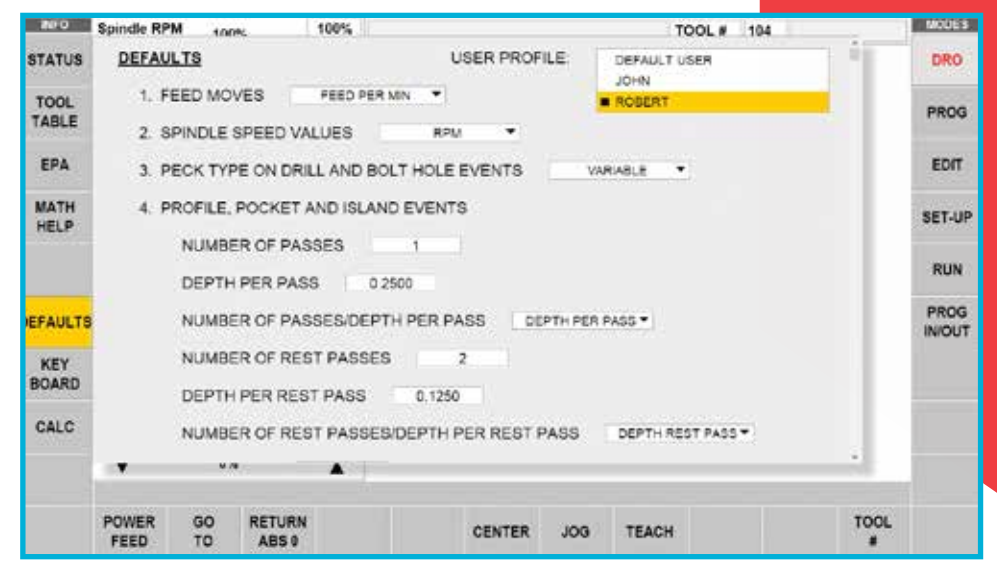 INFO
Spindle RPM 100% 100% TOOL # 104
MODES
STATUS
TOOL
TABLE
EPA
MATH
HELP
DEFAULTS
KEY
BOARD
CALC
DEFAULTS
USER PROFILE:
DEFAULT USER
JOHN
ROBERT
1. FEED MOVES FEED PER MIN
2. SPINDLE SPEED VALUES RPM
3. PECK TYPE ON DRILL AND BOLT HOLE EVENTS VARIABLE
4. PROFILE, POCKET AND ISLAND EVENTS
NUMBER OF PASSES 1
DEPTH PER PASS 0.2500
NUMBER OF PASSES/DEPTH PER PASS DEPTH PER PASS
NUMBER OF REST PASSES 2
DEPTH PER REST PASS 0.1250
NUMBER OF REST PASSES/DEPTH PER REST PASS DEPTH REST PASS
0%
DRO
PROG
EDIT
SET-UP
RUN
PROG
IN/OUT
POWER
FEED
GO
TO
RETURN
ABS 0
CENTER
JOG
TEACH
TOOL
#